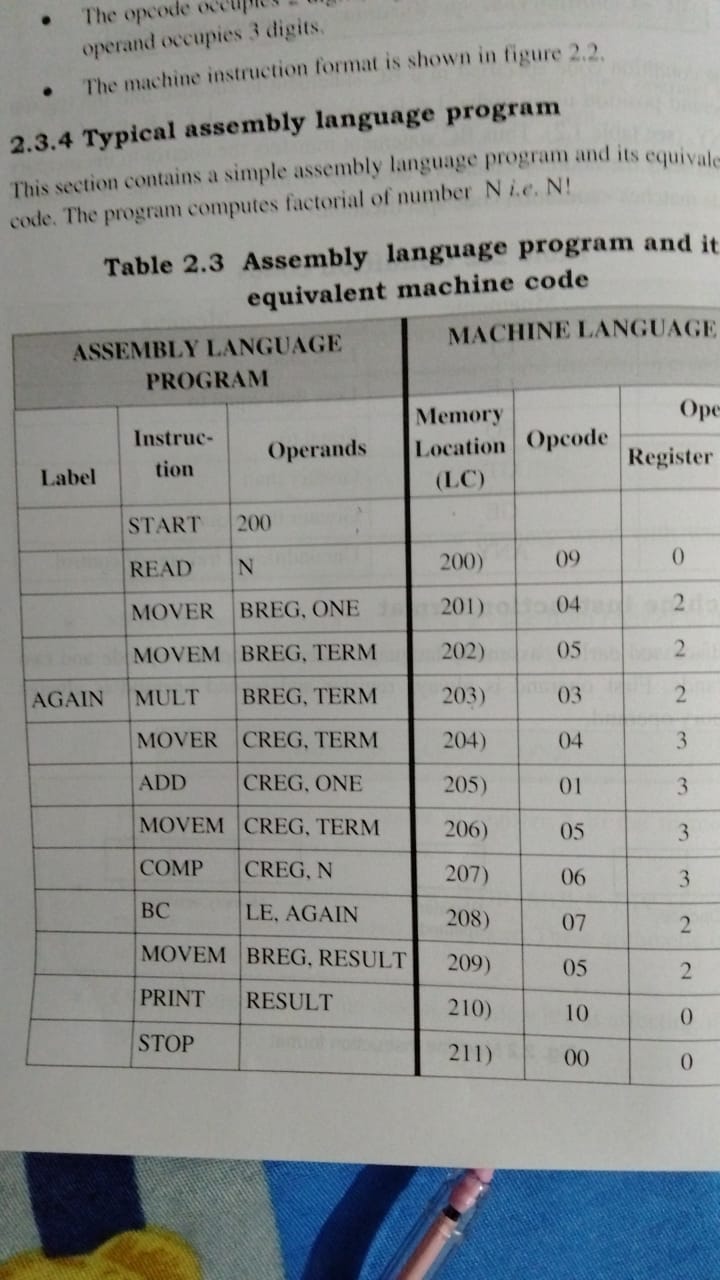 • The opcode occupies 2
operand occupies 3 digits.
• The machine instruction format is shown in figure 2.2.
2.3.4 Typical assembly language program
This section contains a simple assembly language program and its equivale
code. The program computes factorial of number N i.e. N!
Table 2.3 Assembly language program and it
equivalent machine code
ASSEMBLY LANGUAGE PROGRAM MACHINE LANGUAGE
Label Instruc-tion Operands Memory Location (LC) Opcode Ope
Register
START 200
READ N 200) 09 0
MOVER BREG, ONE 201) 04 2
MOVEM BREG, TERM 202) 05 2
AGAIN MULT BREG, TERM 203) 03 2
MOVER CREG, TERM 204) 04 3
ADD CREG, ONE 205) 01 3
MOVEM CREG, TERM 206) 05 3
COMP CREG, N 207) 06 3
BC LE, AGAIN 208) 07 2
MOVEM BREG, RESULT 209) 05 2
PRINT RESULT 210) 10 0
STOP 211) 00 0